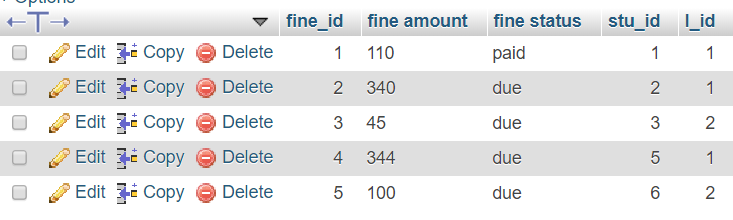 + Options
←T→ fine_id fine amount fine status stu_id l_id
Edit Copy Delete 1 110 paid 1 1
Edit Copy Delete 2 340 due 2 1
Edit Copy Delete 3 45 due 3 2
Edit Copy Delete 4 344 due 5 1
Edit Copy Delete 5 100 due 6 2